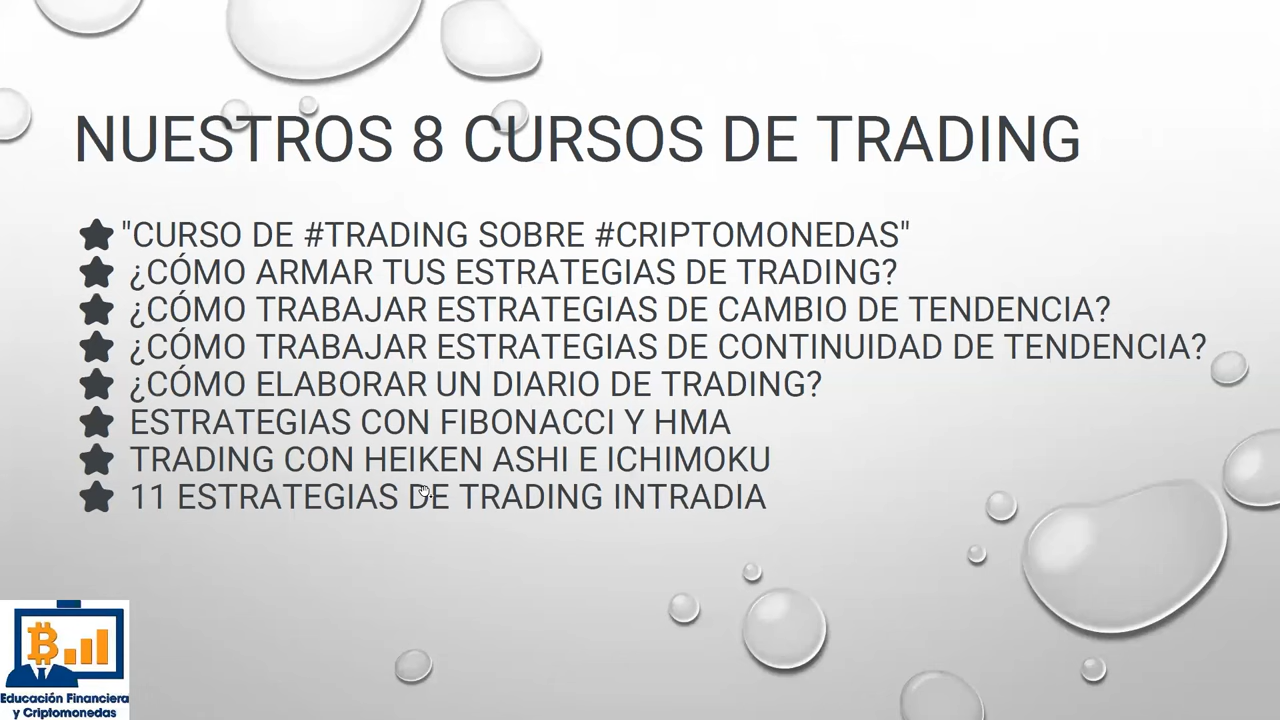 NUESTROS 8 CURSOS DE TRADING
"CURSO DE #TRADING SOBRE #CRIPTOMONEDAS"
¿CÓMO ARMAR TUS ESTRATEGIAS DE TRADING?
¿CÓMO TRABAJAR ESTRATEGIAS DE CAMBIO DE TENDENCIA?
¿CÓMO TRABAJAR ESTRATEGIAS DE CONTINUIDAD DE TENDENCIA?
¿CÓMO ELABORAR UN DIARIO DE TRADING?
ESTRATEGIAS CON FIBONACCI Y HMA
TRADING CON HEIKEN ASHI E ICHIMOKU
11 ESTRATEGIAS DE TRADING INTRADIA
Educación Financiera
y Criptomonedas